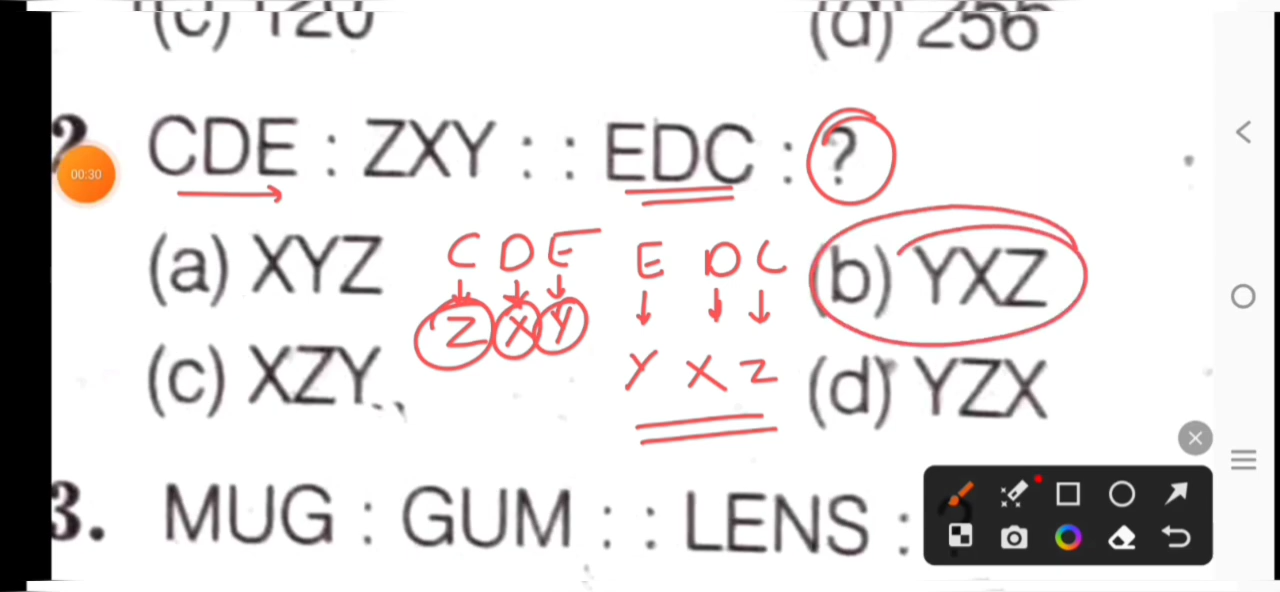 (c) 120 (d) 256
2 CDE : ZXY : : EDC : ?
00:30
(a) XYZ (b) YXZ
C D E E D C
Z X Y
Y X Z
(c) XZY (d) YZX
3. MUG : GUM : : LENS :